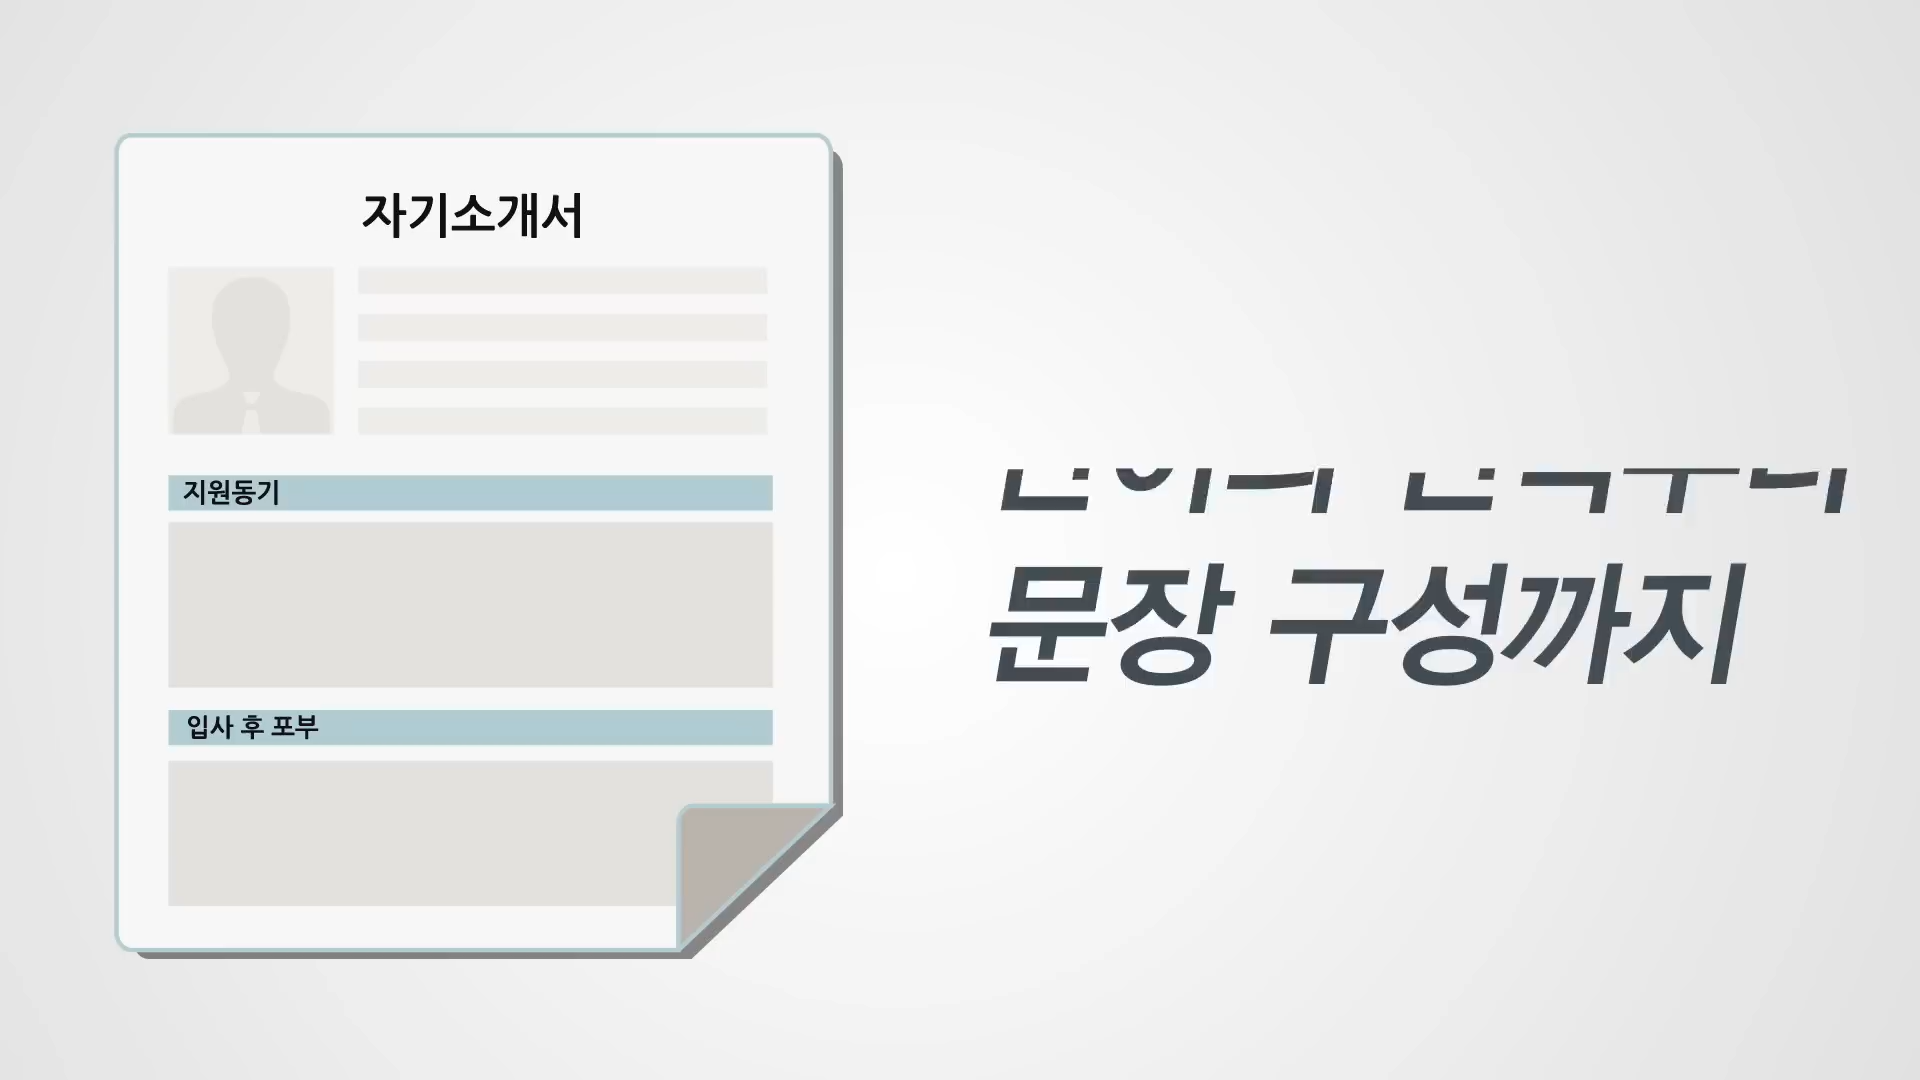 자기소개서
지원동기
입사 후 포부
문장 구성까지